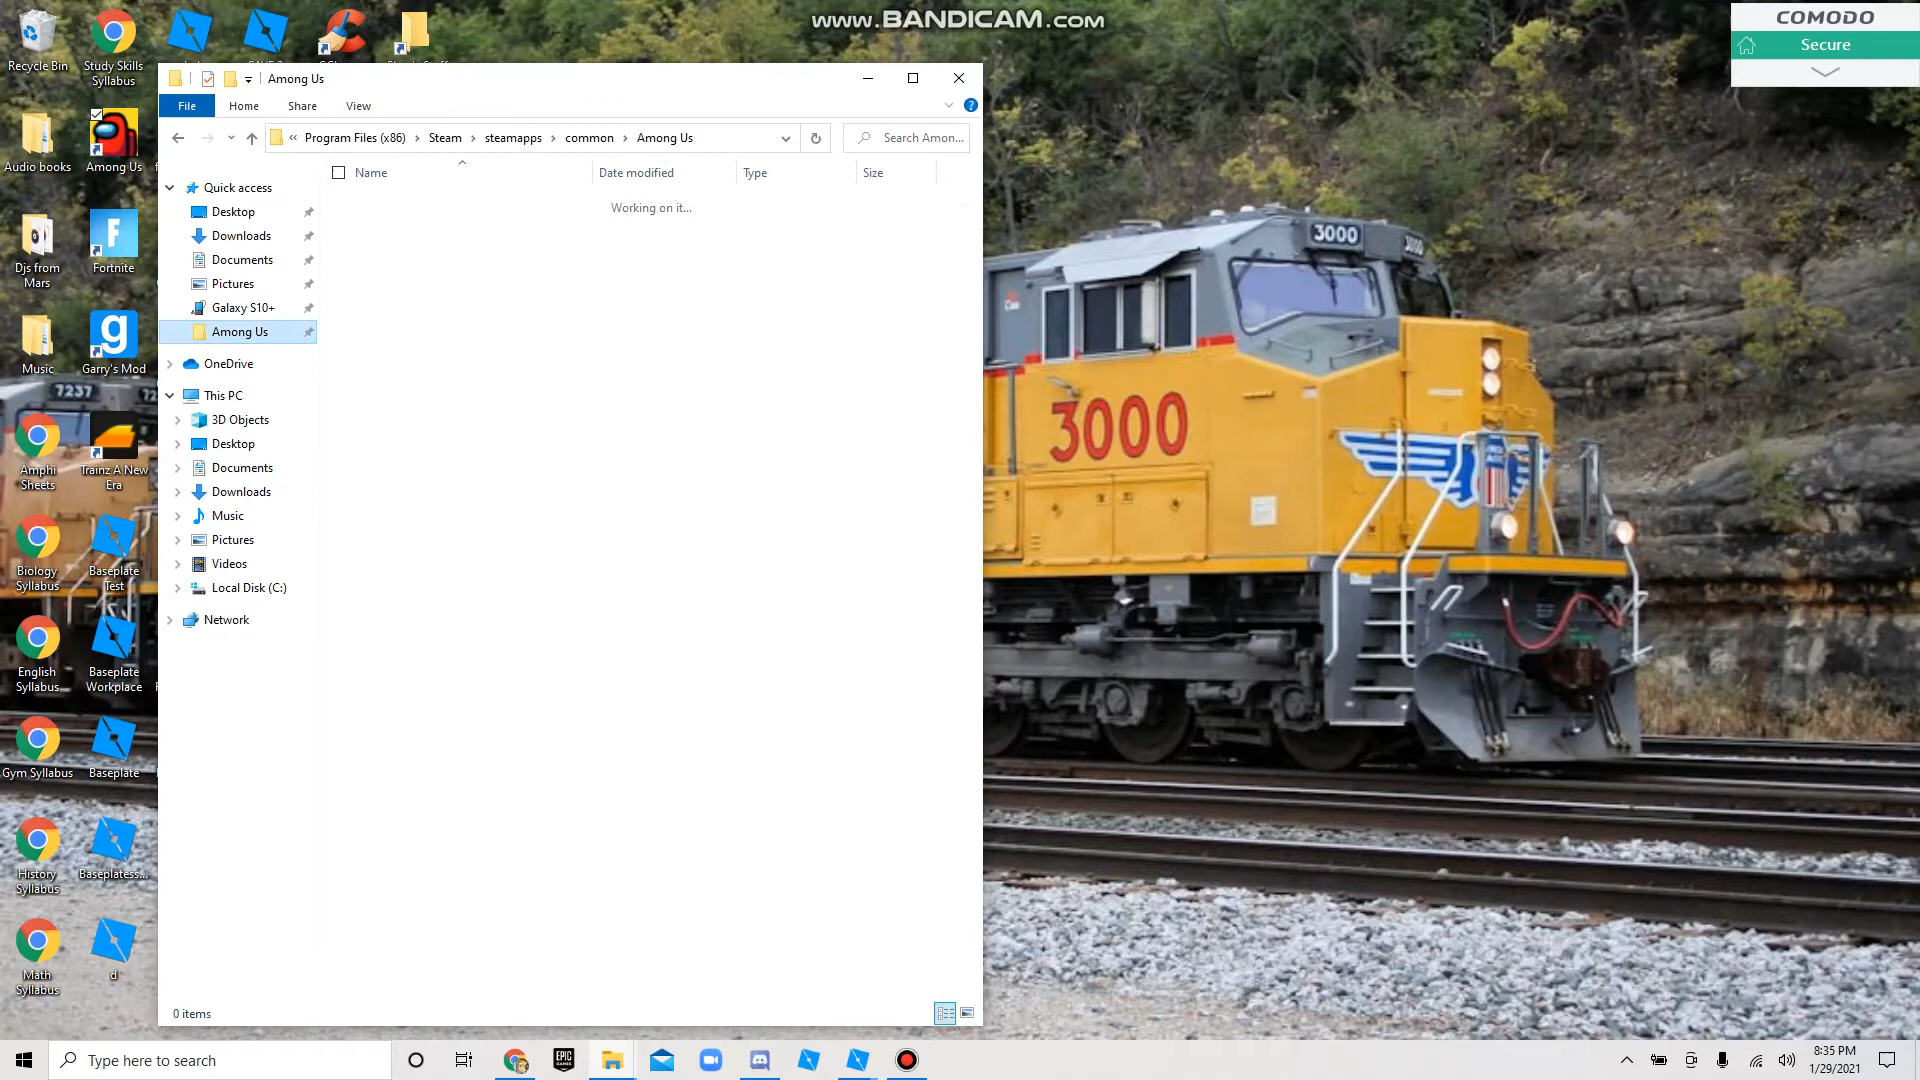 www.BANDICAM.com
COMODO
Secure
Recycle Bin
Study Skills
Syllabus
Among Us
File
Home
Share
View
Program Files (x86)
Steam
steamapps
common
Among Us
Search Amon...
Name
Date modified
Type
Size
Working on it...
Quick access
Desktop
Downloads
Documents
Pictures
Galaxy S10+
Among Us
OneDrive
This PC
3D Objects
Desktop
Documents
Downloads
Music
Pictures
Videos
Local Disk (C:)
Network
0 items
Audio books
Among Us
Djs from
Mars
Fortnite
Music
Garry's Mod
7237
Amphi
Sheets
Trainz A New
Era
Biology
Syllabus
Baseplate
Test
English
Syllabus
Baseplate
Workplace
Gym Syllabus
Baseplate
History
Syllabus
Baseplatess...
Math
Syllabus
d
3000
3000
3000
Type here to search
EPIC
GAMES
8:35 PM
1/29/2021